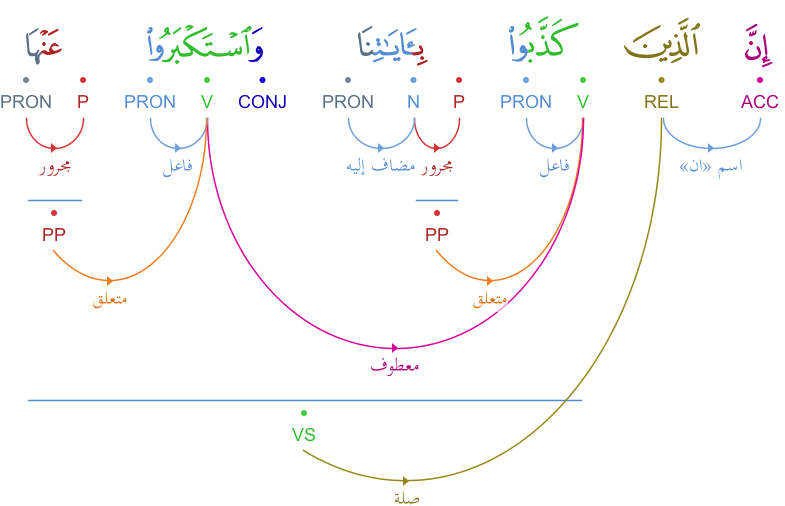 إِنَّ ٱلَّذِينَ كَذَّبُوا۟ بِـَٔايَـٰتِنَا وَٱسْتَكْبَرُوا۟ عَنْهَا
ACC REL V PRON P N PRON CONJ V PRON P PRON
اسم «ان» فاعل مجرور مضاف إليه فاعل مجرور
PP PP
متعلق متعلق
معطوف
VS
صلة